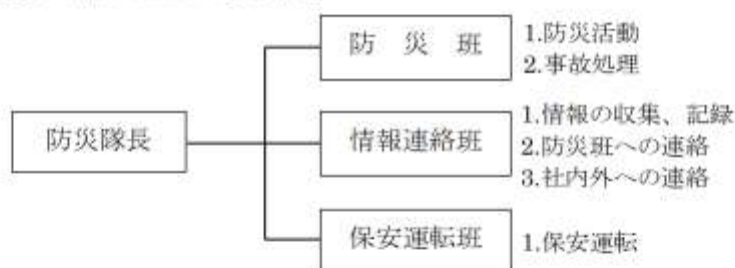 防災隊長
防 災 班
1.防災活動
2.事故処理
情報連絡班
1.情報の収集、記録
2.防災班への連絡
3.社内外への連絡
保安運転班
1.保安運転